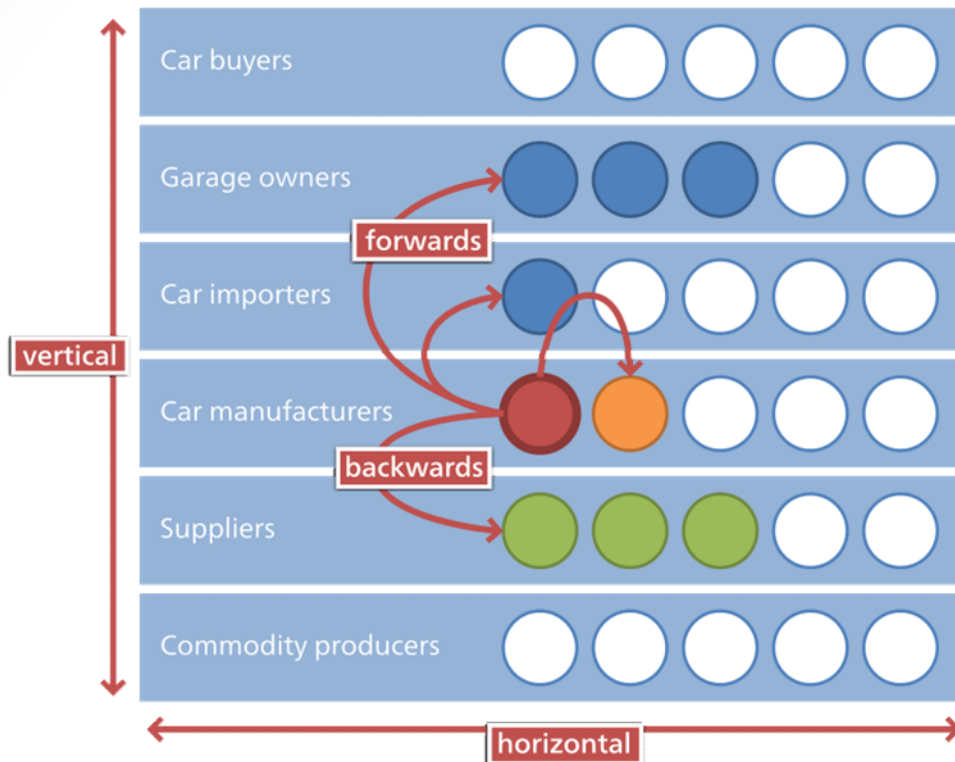 Car buyers
Garage owners
forwards
Car importers
vertical
Car manufacturers
backwards
Suppliers
Commodity producers
horizontal